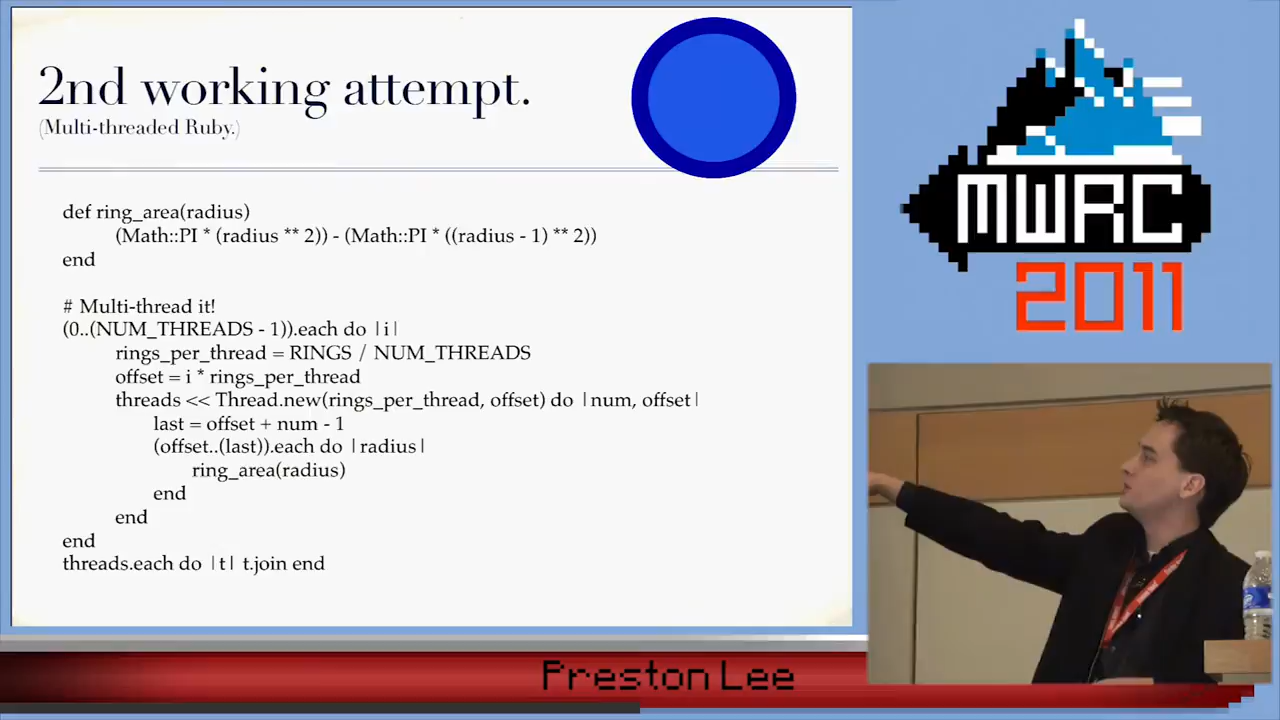 2nd working attempt.
(Multi-threaded Ruby.)
def ring_area(radius)
(Math::PI * (radius ** 2)) - (Math::PI * ((radius - 1) ** 2))
end
# Multi-thread it!
(0..(NUM_THREADS - 1)).each do |i|
rings_per_thread = RINGS / NUM_THREADS
offset = i * rings_per_thread
threads << Thread.new(rings_per_thread, offset) do |num, offset|
last = offset + num - 1
(offset..(last)).each do |radius|
ring_area(radius)
end
end
end
threads.each do |t| t.join end
MWRC
2011
Preston Lee